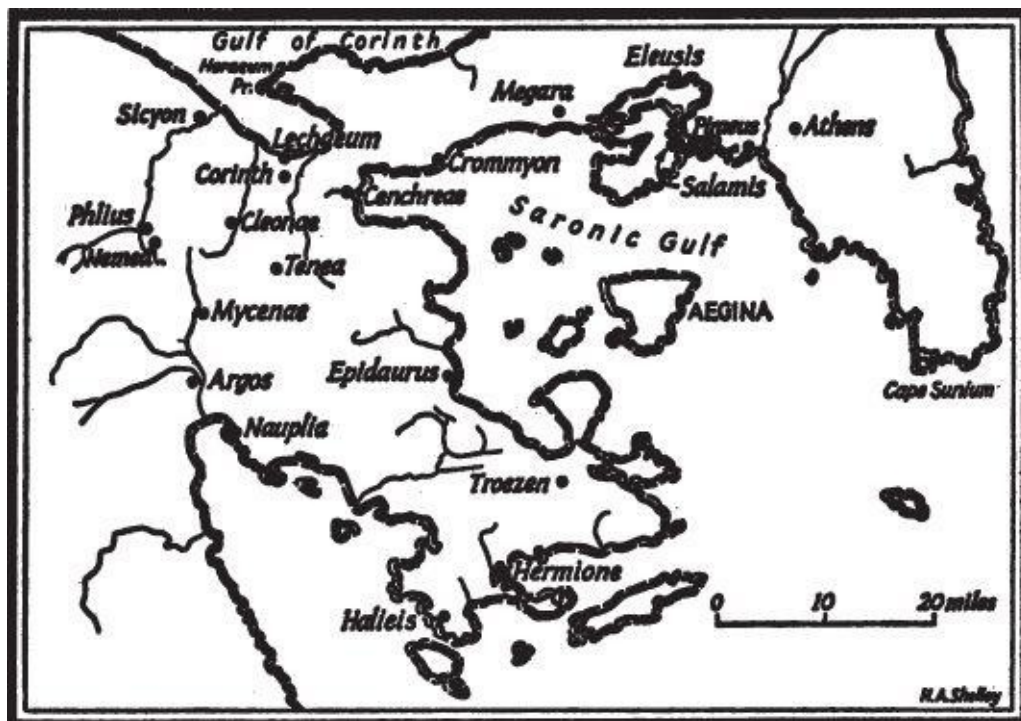 Gulf of Corinth
Heraeum
Pr.
Eleusis
Megara
Sicyon
Lechaeum
Piraeus
Athens
Crommyon
Corinth
Salamis
Cenchreae
Saronic Gulf
Phlius
Cleonae
Nemea
Tenea
Mycenae
AEGINA
Epidaurus
Argos
Cape Sunium
Nauplia
Troezen
Hermione
Halieis
0 10 20 miles
H.A.Shelley